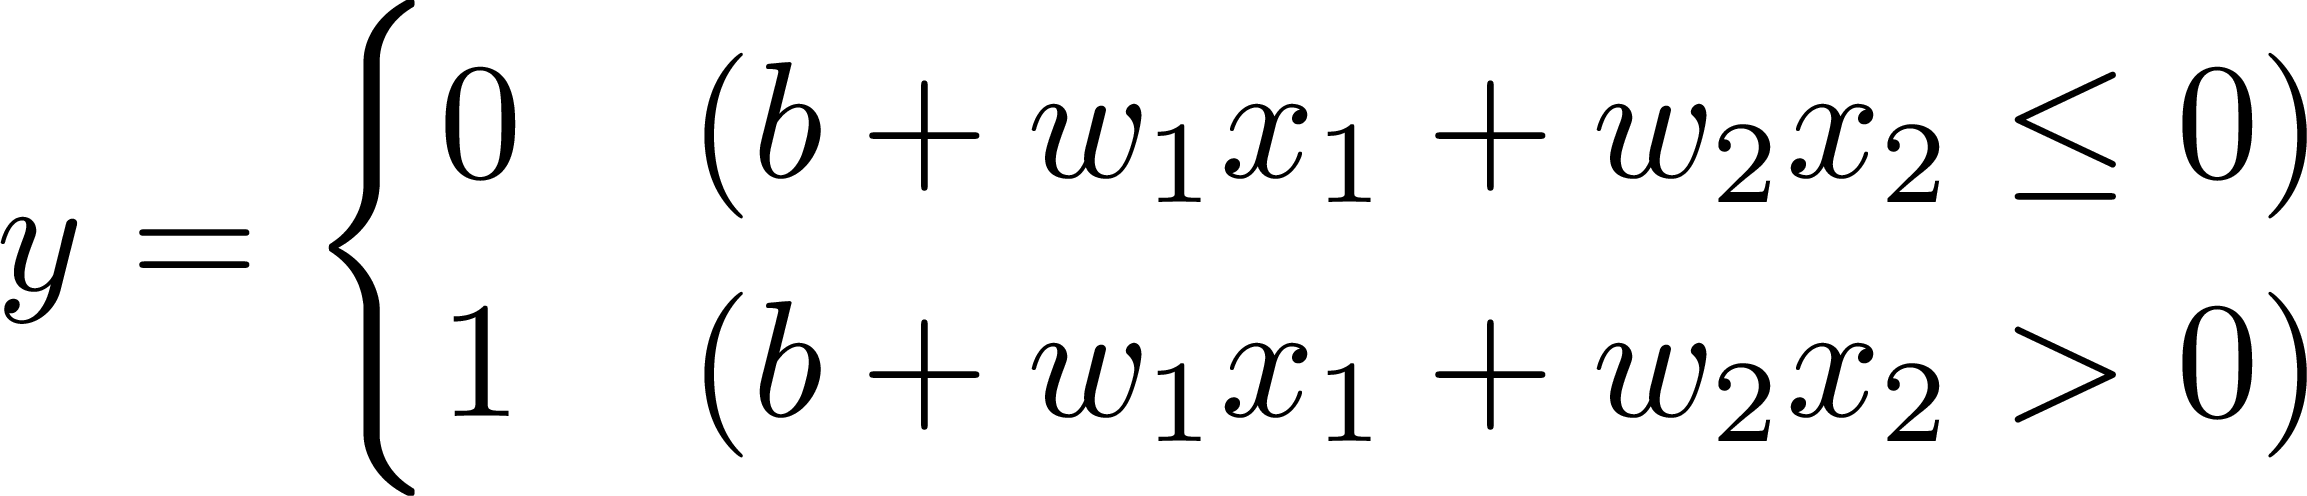 y = { 0 (b + w₁x₁ + w₂x₂ ≤ 0)
1 (b + w₁x₁ + w₂x₂ > 0)